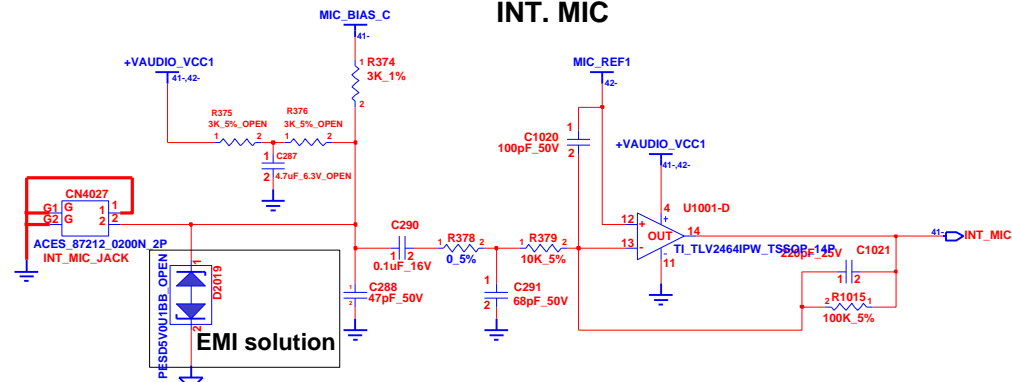 INT. MIC
MIC_BIAS_C
41-
+VAUDIO_VCC1
41-,42-
1 R374
3K_1%
2
MIC_REF1
42-
R375
3K_5%_OPEN
R376
3K_5%_OPEN
1 2
1 2
1 C287
2 4.7uF_6.3V_OPEN
C1020
100pF_50V
1
2
+VAUDIO_VCC1
41-,42-
CN4027
G1 G 1 1
G2 G 2 2
ACES_87212_0200N_2P
INT_MIC_JACK
4
U1001-D
12 +
13 -
OUT
14
11
TI_TLV2464IPW_TSSOP_14P
41-
INT_MIC
C290
1 2
0.1uF_16V
R378
1 2
0_5%
R379
1 2
10K_5%
220pF_25V
C1021
1 2
2 R1015 1
100K_5%
PESD5V0U1BB_OPEN
D2019
1
2
1
2
C288
47pF_50V
1
2
C291
68pF_50V
EMI solution